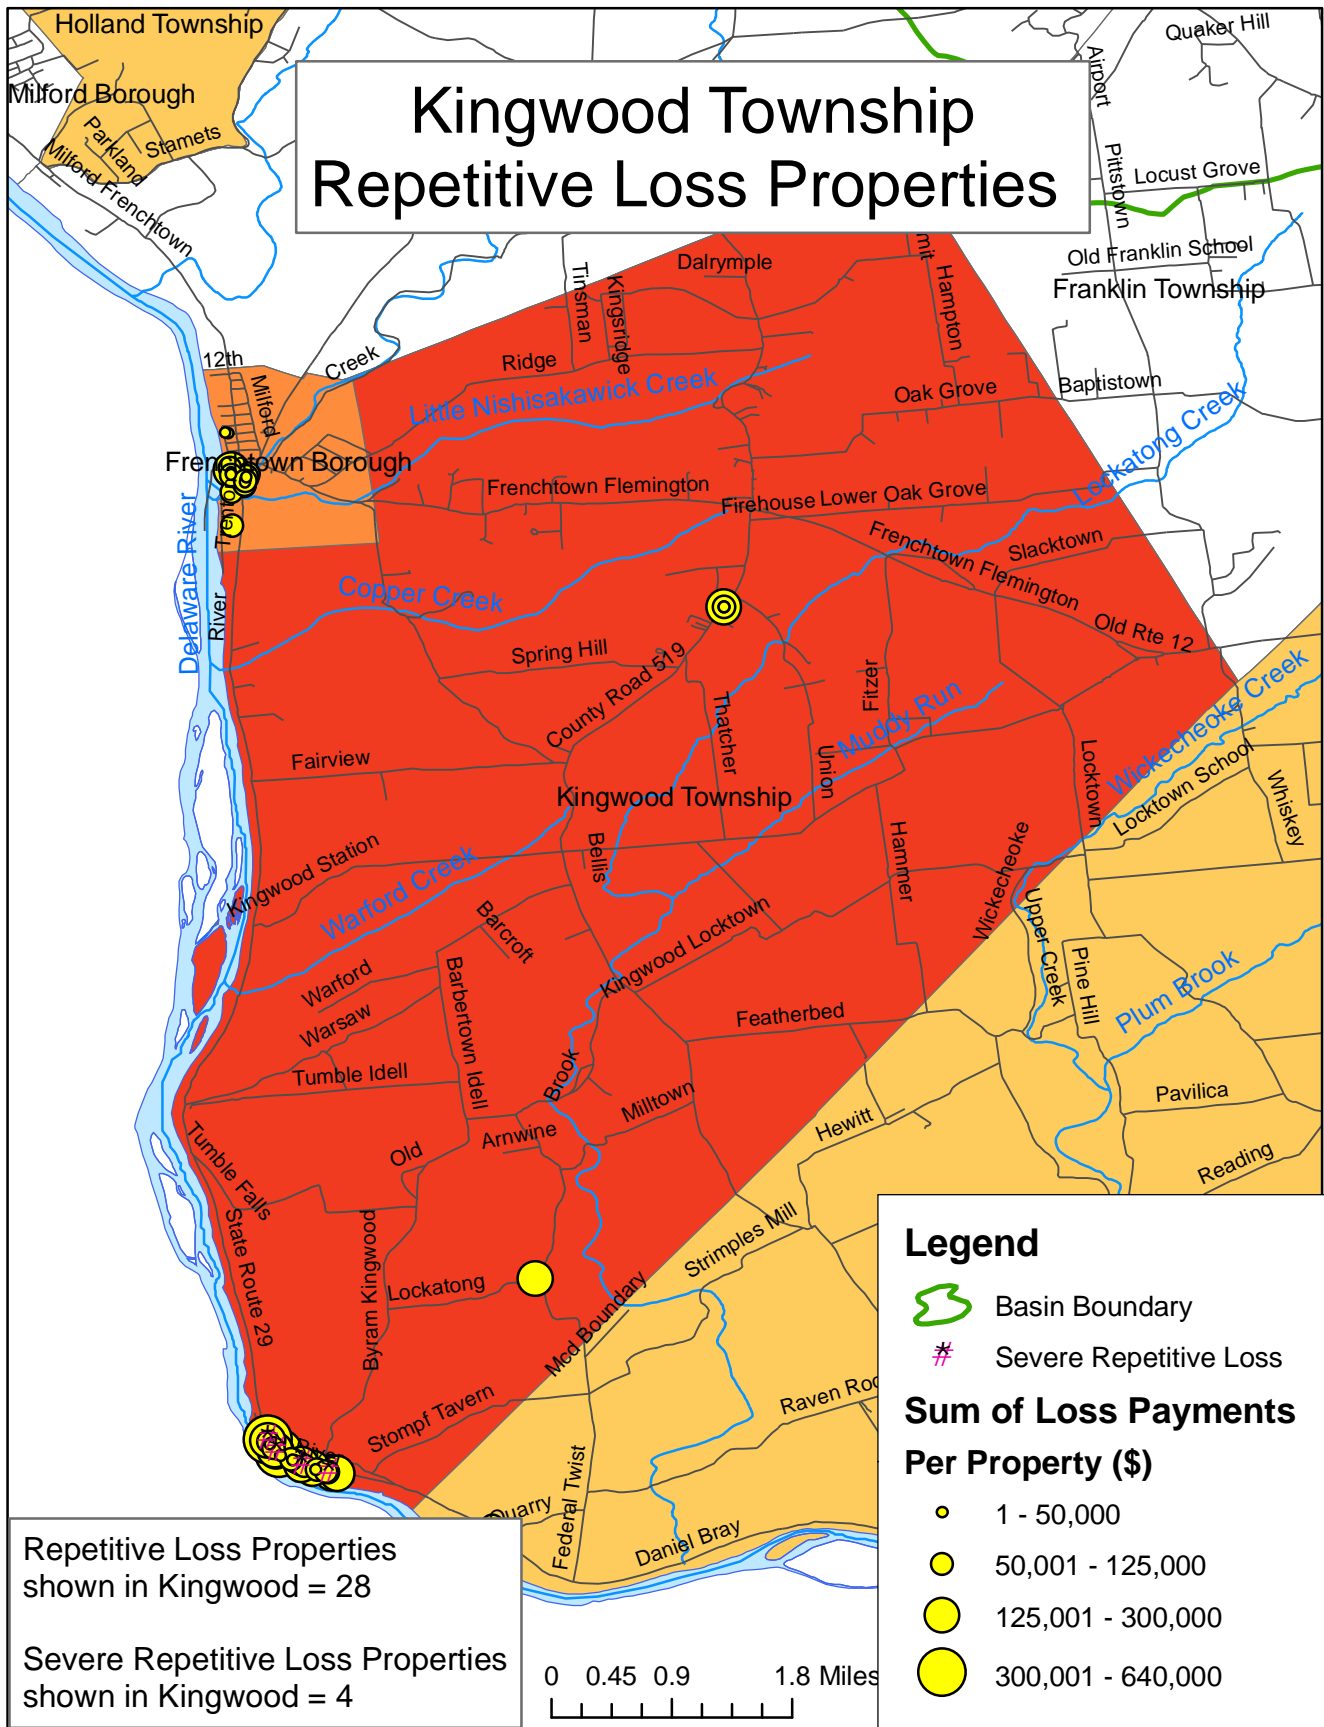 Holland Township
Quaker Hill
Airport
Milford Borough
Kingwood Township
Repetitive Loss Properties
Parkland
Stamets
Milford Frenchtown
Pittstown
Locust Grove
Old Franklin School
Franklin Township
Dalrymple
mit
Hampton
Tinsman
Kingsridge
12th
Creek
Ridge
Milford
Little Nishisakawick Creek
Oak Grove
Baptistown
Lockatong Creek
Frenchtown Borough
Frenchtown Flemington
Firehouse Lower Oak Grove
Delaware River
Frenchtown Flemington
Slacktown
Copper Creek
River
Old Rte 12
Spring Hill
County Road 519
Fitzer
Thatcher
Muddy Run
Wickecheoke Creek
Fairview
Union
Locktown
Locktown School
Whiskey
Kingwood Township
Kingwood Station
Bellis
Hammer
Wickecheoke
Warford Creek
Barcroft
Kingwood Locktown
Upper Creek
Pine Hill
Plum Brook
Warford
Barbertown Idell
Warsaw
Featherbed
Tumble Idell
Brook
Milltown
Pavilica
Hewitt
Arnwine
Old
Tumble Falls
Reading
State Route 29
Byram Kingwood
Strimples Mill
Lockatong
Mcd Boundary
Stompf Tavern
Raven Roc
Quarry
Federal Twist
Daniel Bray
Legend
Basin Boundary
Severe Repetitive Loss
Sum of Loss Payments
Per Property ($)
1 - 50,000
50,001 - 125,000
125,001 - 300,000
300,001 - 640,000
Repetitive Loss Properties
shown in Kingwood = 28
Severe Repetitive Loss Properties
shown in Kingwood = 4
0 0.45 0.9 1.8 Miles